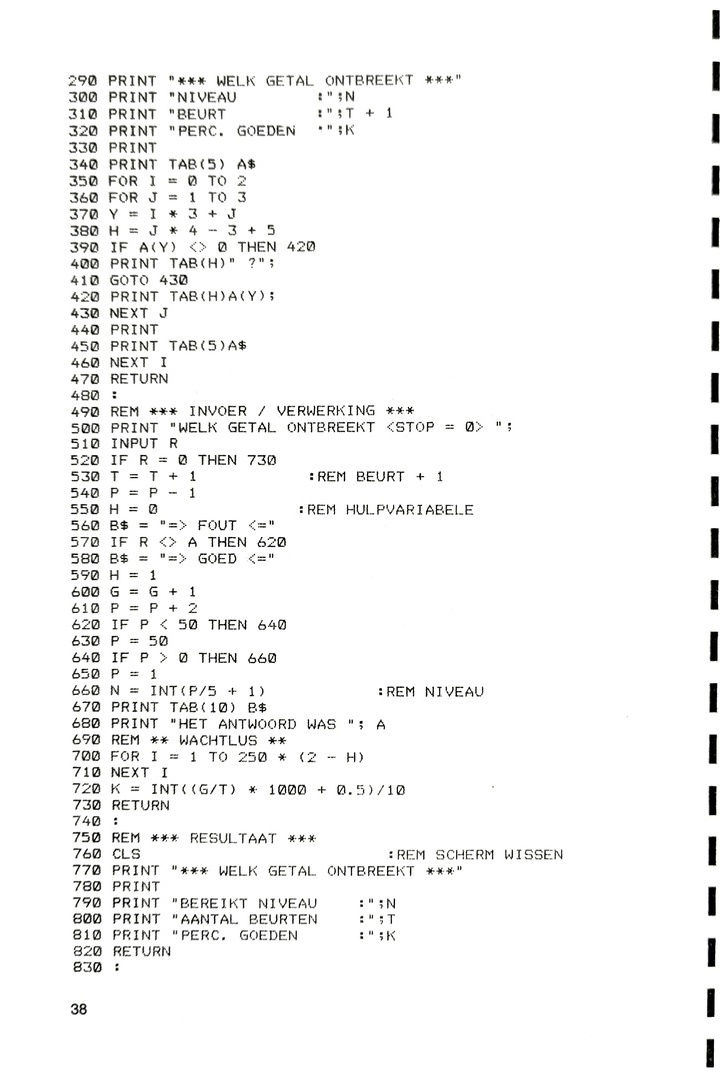 290 PRINT "*** WELK GETAL ONTBREEKT ***"
300 PRINT "NIVEAU          :";N
310 PRINT "BEURT           :";T + 1
320 PRINT "PERC. GOEDEN    :";K
330 PRINT
340 PRINT TAB(5) A$
350 FOR I = 0 TO 2
360 FOR J = 1 TO 3
370 Y = I * 3 + J
380 H = J * 4 - 3 + 5
390 IF A(Y) <> 0 THEN 420
400 PRINT TAB(H)" ?";
410 GOTO 430
420 PRINT TAB(H)A(Y);
430 NEXT J
440 PRINT
450 PRINT TAB(5)A$
460 NEXT I
470 RETURN
480 :
490 REM *** INVOER / VERWERKING ***
500 PRINT "WELK GETAL ONTBREEKT <STOP = 0> ";
510 INPUT R
520 IF R = 0 THEN 730
530 T = T + 1               :REM BEURT + 1
540 P = P - 1
550 H = 0                   :REM HULPVARIABELE
560 B$ = "=> FOUT <="
570 IF R <> A THEN 620
580 B$ = "=> GOED <="
590 H = 1
600 G = G + 1
610 P = P + 2
620 IF P < 50 THEN 640
630 P = 50
640 IF P > 0 THEN 660
650 P = 1
660 N = INT(P/5 + 1)               :REM NIVEAU
670 PRINT TAB(10) B$
680 PRINT "HET ANTWOORD WAS "; A
690 REM ** WACHTLUS **
700 FOR I = 1 TO 250 * (2 - H)
710 NEXT I
720 K = INT((G/T) * 1000 + 0.5)/10
730 RETURN
740 :
750 REM *** RESULTAAT ***
760 CLS                              :REM SCHERM WISSEN
770 PRINT "*** WELK GETAL ONTBREEKT ***"
780 PRINT
790 PRINT "BEREIKT NIVEAU     :";N
800 PRINT "AANTAL BEURTEN     :";T
810 PRINT "PERC. GOEDEN       :";K
820 RETURN
830 :
38